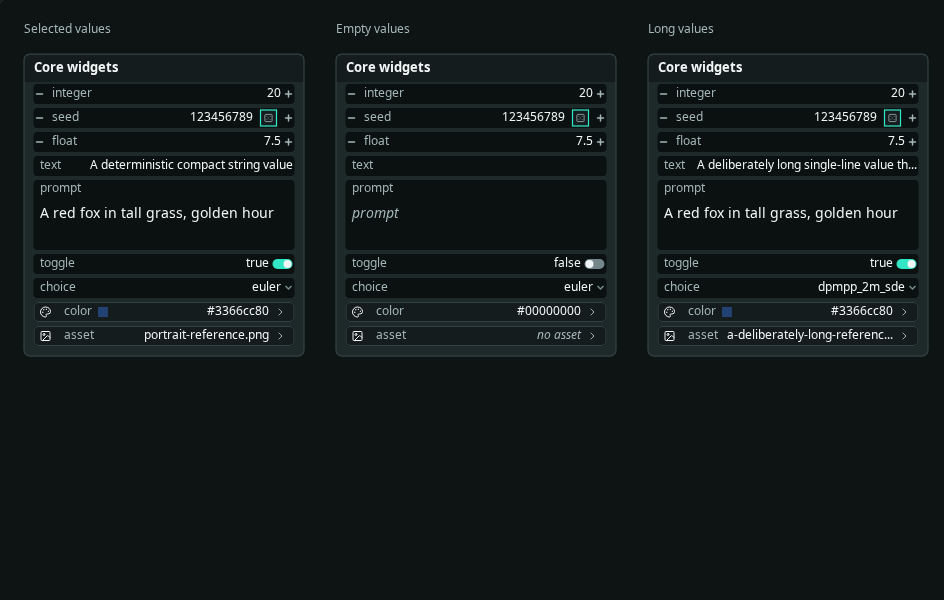 Selected values
Core widgets
− integer 20 +
− seed 123456789 +
− float 7.5 +
text A deterministic compact string value
prompt
A red fox in tall grass, golden hour
toggle true
choice euler
color #3366cc80
asset portrait-reference.png
Empty values
Core widgets
− integer 20 +
− seed 123456789 +
− float 7.5 +
text
prompt
prompt
toggle false
choice euler
color #00000000
asset no asset
Long values
Core widgets
− integer 20 +
− seed 123456789 +
− float 7.5 +
text A deliberately long single-line value th...
prompt
A red fox in tall grass, golden hour
toggle true
choice dpmpp_2m_sde
color #3366cc80
asset a-deliberately-long-referenc...